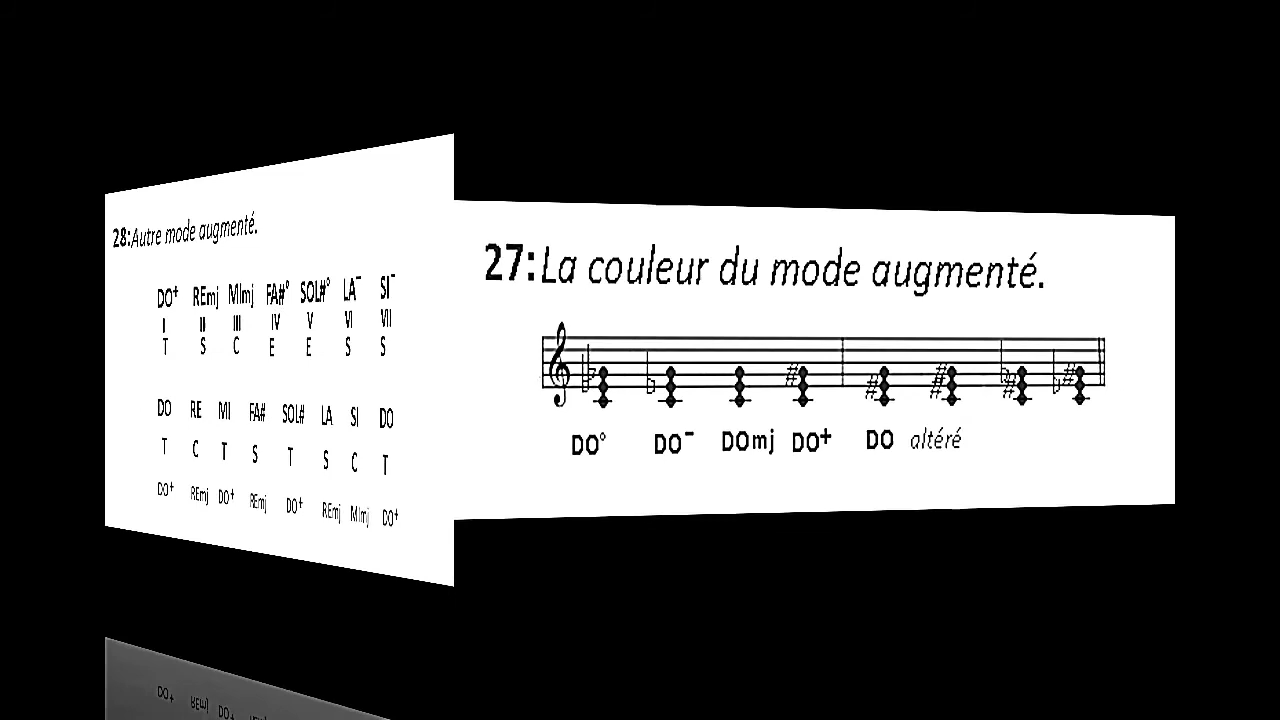 28:Autre mode augmenté.
DO+ REmj MImj FA#° SOL#° LA- SI-
I II III IV V VI VII
T S C E E S S
DO RE MI FA# SOL# LA SI DO
T C T S T S C T
DO+ REmj DO+ REmj DO+ REmj MImj DO+
27:La couleur du mode augmenté.
DO° DO- DOmj DO+ DO altéré